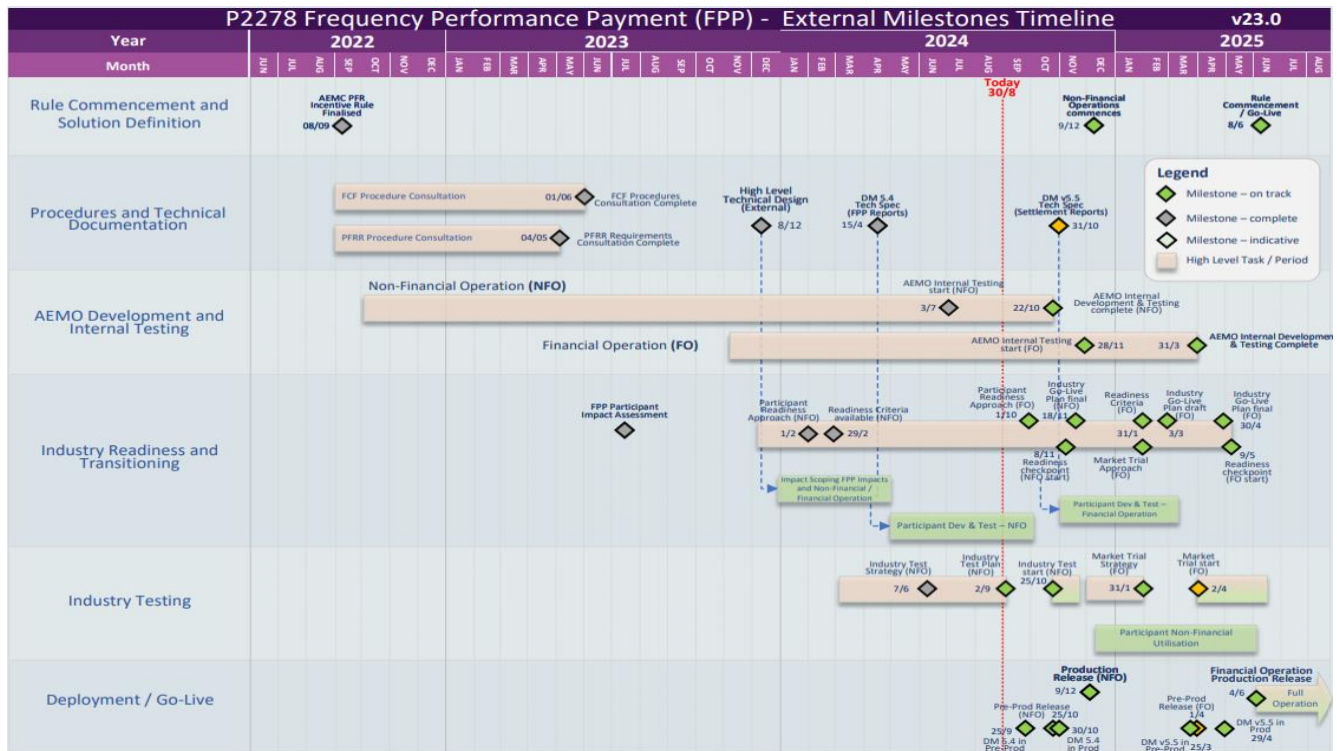 P2278 Frequency Performance Payment (FPP) - External Milestones Timeline v23.0
Year 2022 2023 2024 2025
Month JUN JUL AUG SEP OCT NOV DEC JAN FEB MAR APR MAY JUN JUL AUG SEP OCT NOV DEC JAN FEB MAR APR MAY JUN JUL AUG SEP OCT NOV DEC JAN FEB MAR APR MAY JUN JUL AUG
Today
30/8
Rule Commencement and
Solution Definition
AEMC PFR
Incentive Rule
Finalised
08/09
Non-Financial
Operations
commences
9/12
Rule
Commencement
/ Go-Live
8/6
Legend
Milestone – on track
Milestone – complete
Milestone – indicative
High Level Task / Period
Procedures and Technical
Documentation
FCF Procedure Consultation
01/06
FCF Procedures
Consultation Complete
PFRR Procedure Consultation
04/05
PFRR Requirements
Consultation Complete
High Level
Technical Design
(External)
8/12
DM 5.4
Tech Spec
(FPP Reports)
15/4
DM v5.5
Tech Spec
(Settlement Reports)
31/10
AEMO Development and
Internal Testing
Non-Financial Operation (NFO)
AEMO Internal Testing
start (NFO)
3/7
22/10
AEMO Internal
Development & Testing
complete (NFO)
Financial Operation (FO)
AEMO Internal Testing
start (FO)
28/11
31/3
AEMO Internal Development
& Testing Complete
Industry Readiness and
Transitioning
FPP Participant
Impact Assessment
Participant
Readiness
Approach (NFO)
1/2
Readiness Criteria
available (NFO)
29/2
Participant
Readiness
Approach (FO)
1/10
Industry
Go-Live
Plan final
(NFO)
18/11
8/11
Readiness
checkpoint
(NFO start)
Readiness
Criteria
(FO)
31/1
Market Trial
Approach
(FO)
Industry
Go-Live
Plan draft
(FO)
3/3
Industry
Go-Live
Plan final
(FO)
30/4
9/5
Readiness
checkpoint
(FO start)
Impact Scoping FPP Impacts
and Non-Financial /
Financial Operation
Participant Dev & Test – NFO
Participant Dev & Test –
Financial Operation
Industry Testing
Industry Test
Strategy (NFO)
7/6
Industry
Test Plan
(NFO)
2/9
Industry Test
start (NFO)
25/10
Market Trial
Strategy
(FO)
31/1
Market
Trial start
(FO)
2/4
Participant Non-Financial
Utilisation
Deployment / Go-Live
Production
Release (NFO)
9/12
Pre-Prod Release
(NFO)
25/10
25/9
DM 5.4 in
Pre-Prod
30/10
DM 5.4
in Prod
Financial Operation
Production Release
4/6
Full
Operation
Pre-Prod
Release (FO)
1/4
DM v5.5 in
Pre-Prod
25/3
DM v5.5 in
Prod
29/4